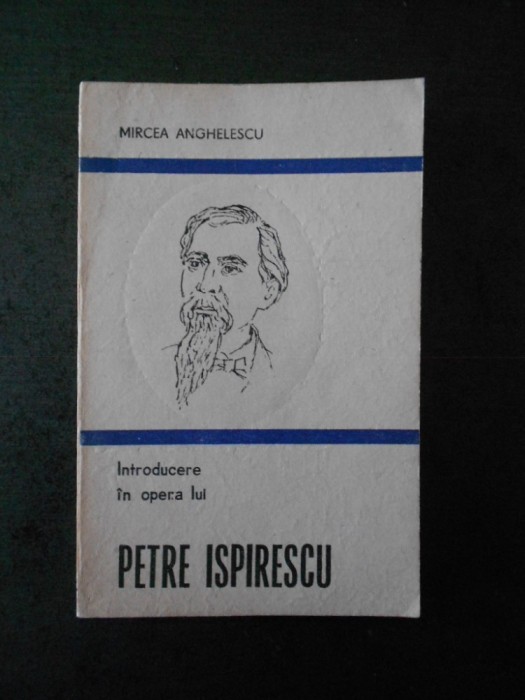 MIRCEA ANGHELESCU
Introducere
în opera lui
PETRE ISPIRESCU